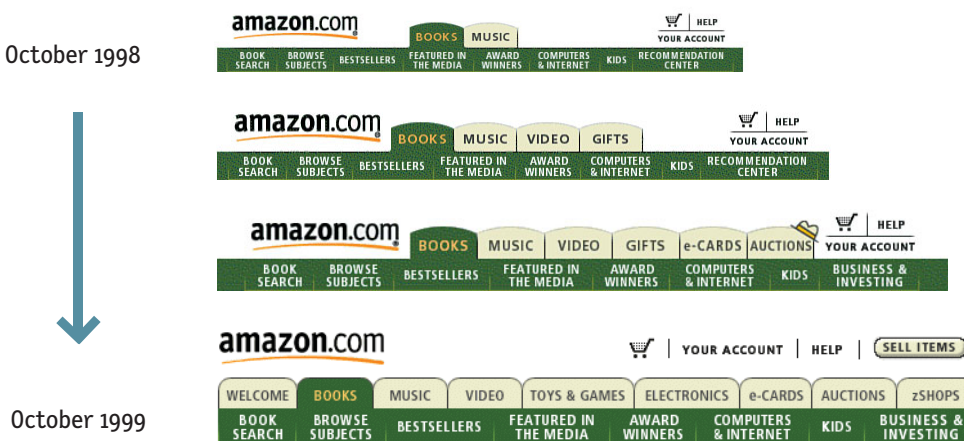 October 1998
amazon.com
BOOKS MUSIC
HELP
YOUR ACCOUNT
BOOK SEARCH BROWSE SUBJECTS BESTSELLERS FEATURED IN THE MEDIA AWARD WINNERS COMPUTERS & INTERNET KIDS RECOMMENDATION CENTER
amazon.com
BOOKS MUSIC VIDEO GIFTS
HELP
YOUR ACCOUNT
BOOK SEARCH BROWSE SUBJECTS BESTSELLERS FEATURED IN THE MEDIA AWARD WINNERS COMPUTERS & INTERNET KIDS RECOMMENDATION CENTER
amazon.com
BOOKS MUSIC VIDEO GIFTS e-CARDS AUCTIONS
HELP
YOUR ACCOUNT
BOOK SEARCH BROWSE SUBJECTS BESTSELLERS FEATURED IN THE MEDIA AWARD WINNERS COMPUTERS & INTERNET KIDS BUSINESS & INVESTING
amazon.com
YOUR ACCOUNT HELP SELL ITEMS
WELCOME BOOKS MUSIC VIDEO TOYS & GAMES ELECTRONICS e-CARDS AUCTIONS zSHOPS
October 1999
BOOK SEARCH BROWSE SUBJECTS BESTSELLERS FEATURED IN THE MEDIA AWARD WINNERS COMPUTERS & INTERNET KIDS BUSINESS & INVESTING